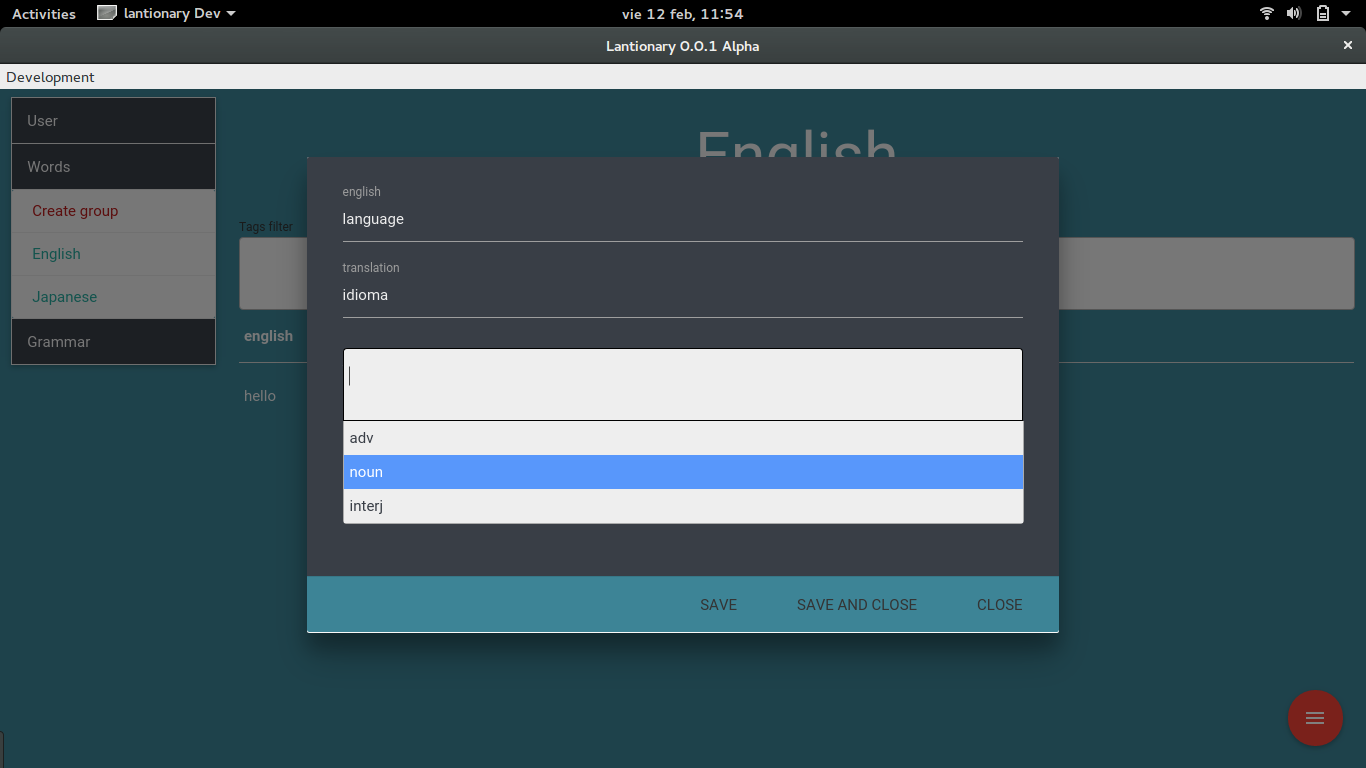 Activities lantionary Dev vie 12 feb, 11:54
Lantionary 0.0.1 Alpha
Development
User
Words
Create group
English
Japanese
Grammar
English
Tags filter
english
hello
english
language
translation
idioma
adv
noun
interj
SAVE SAVE AND CLOSE CLOSE